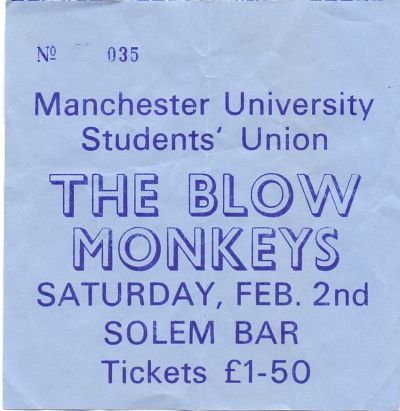 Nº 035
Manchester University
Students' Union
THE BLOW
MONKEYS
SATURDAY, FEB. 2nd
SOLEM BAR
Tickets £1-50